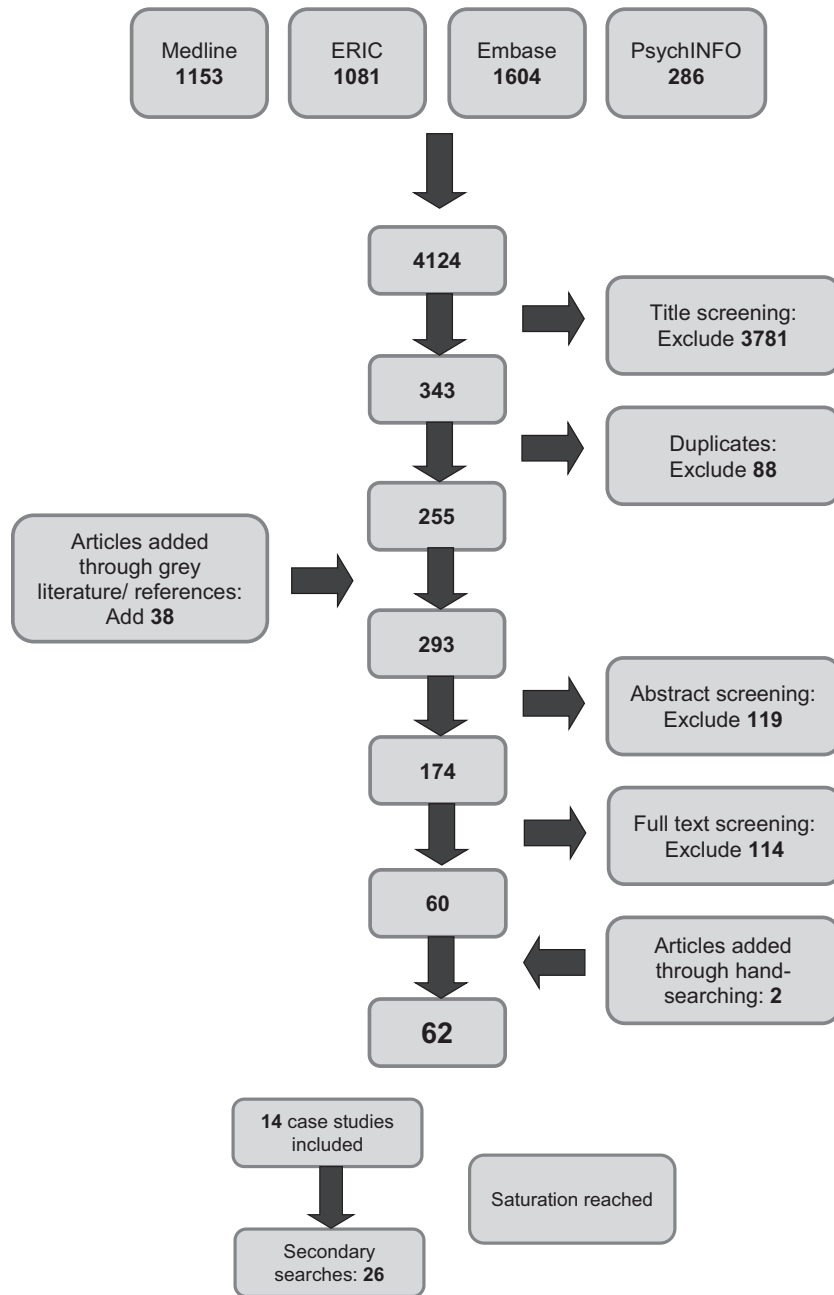 Medline
1153
ERIC
1081
Embase
1604
PsychINFO
286
4124
Title screening:
Exclude 3781
343
Duplicates:
Exclude 88
255
Articles added
through grey
literature/ references:
Add 38
293
Abstract screening:
Exclude 119
174
Full text screening:
Exclude 114
60
Articles added
through hand-
searching: 2
62
14 case studies
included
Saturation reached
Secondary
searches: 26